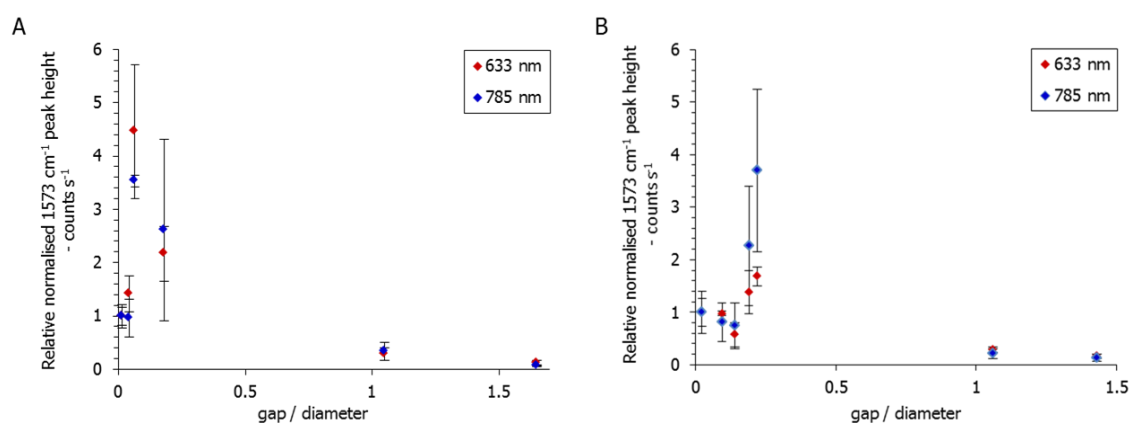 A
Relative normalised 1573 cm⁻¹ peak height
- counts s⁻¹
6
5
4
3
2
1
0
0
0.5
1
1.5
gap / diameter
633 nm
785 nm
B
Relative normalised 1573 cm⁻¹ peak height
- counts s⁻¹
6
5
4
3
2
1
0
0
0.5
1
1.5
gap / diameter
633 nm
785 nm